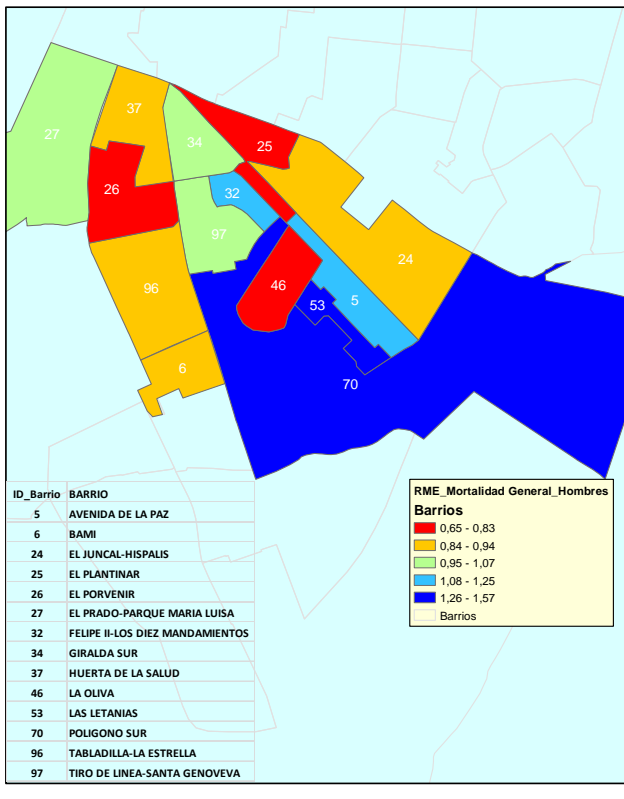 37
27
34
25
26
32
97
24
46
96
53
5
6
70
ID_Barrio BARRIO
5 AVENIDA DE LA PAZ
6 BAMI
24 EL JUNCAL-HISPALIS
25 EL PLANTINAR
26 EL PORVENIR
27 EL PRADO-PARQUE MARIA LUISA
32 FELIPE II-LOS DIEZ MANDAMIENTOS
34 GIRALDA SUR
37 HUERTA DE LA SALUD
46 LA OLIVA
53 LAS LETANIAS
70 POLIGONO SUR
96 TABLADILLA-LA ESTRELLA
97 TIRO DE LINEA-SANTA GENOVEVA
RME_Mortalidad General_Hombres
Barrios
0,65 - 0,83
0,84 - 0,94
0,95 - 1,07
1,08 - 1,25
1,26 - 1,57
Barrios